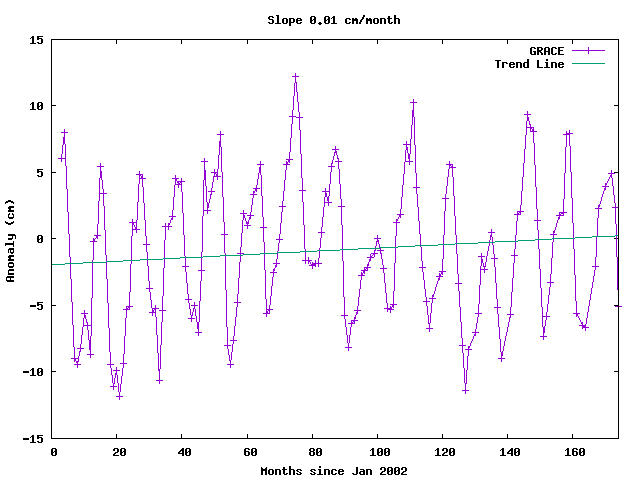 Slope 0.01 cm/month
15
GRACE
Trend Line
10
5
0
-5
-10
-15
Anomaly (cm)
0 20 40 60 80 100 120 140 160
Months since Jan 2002